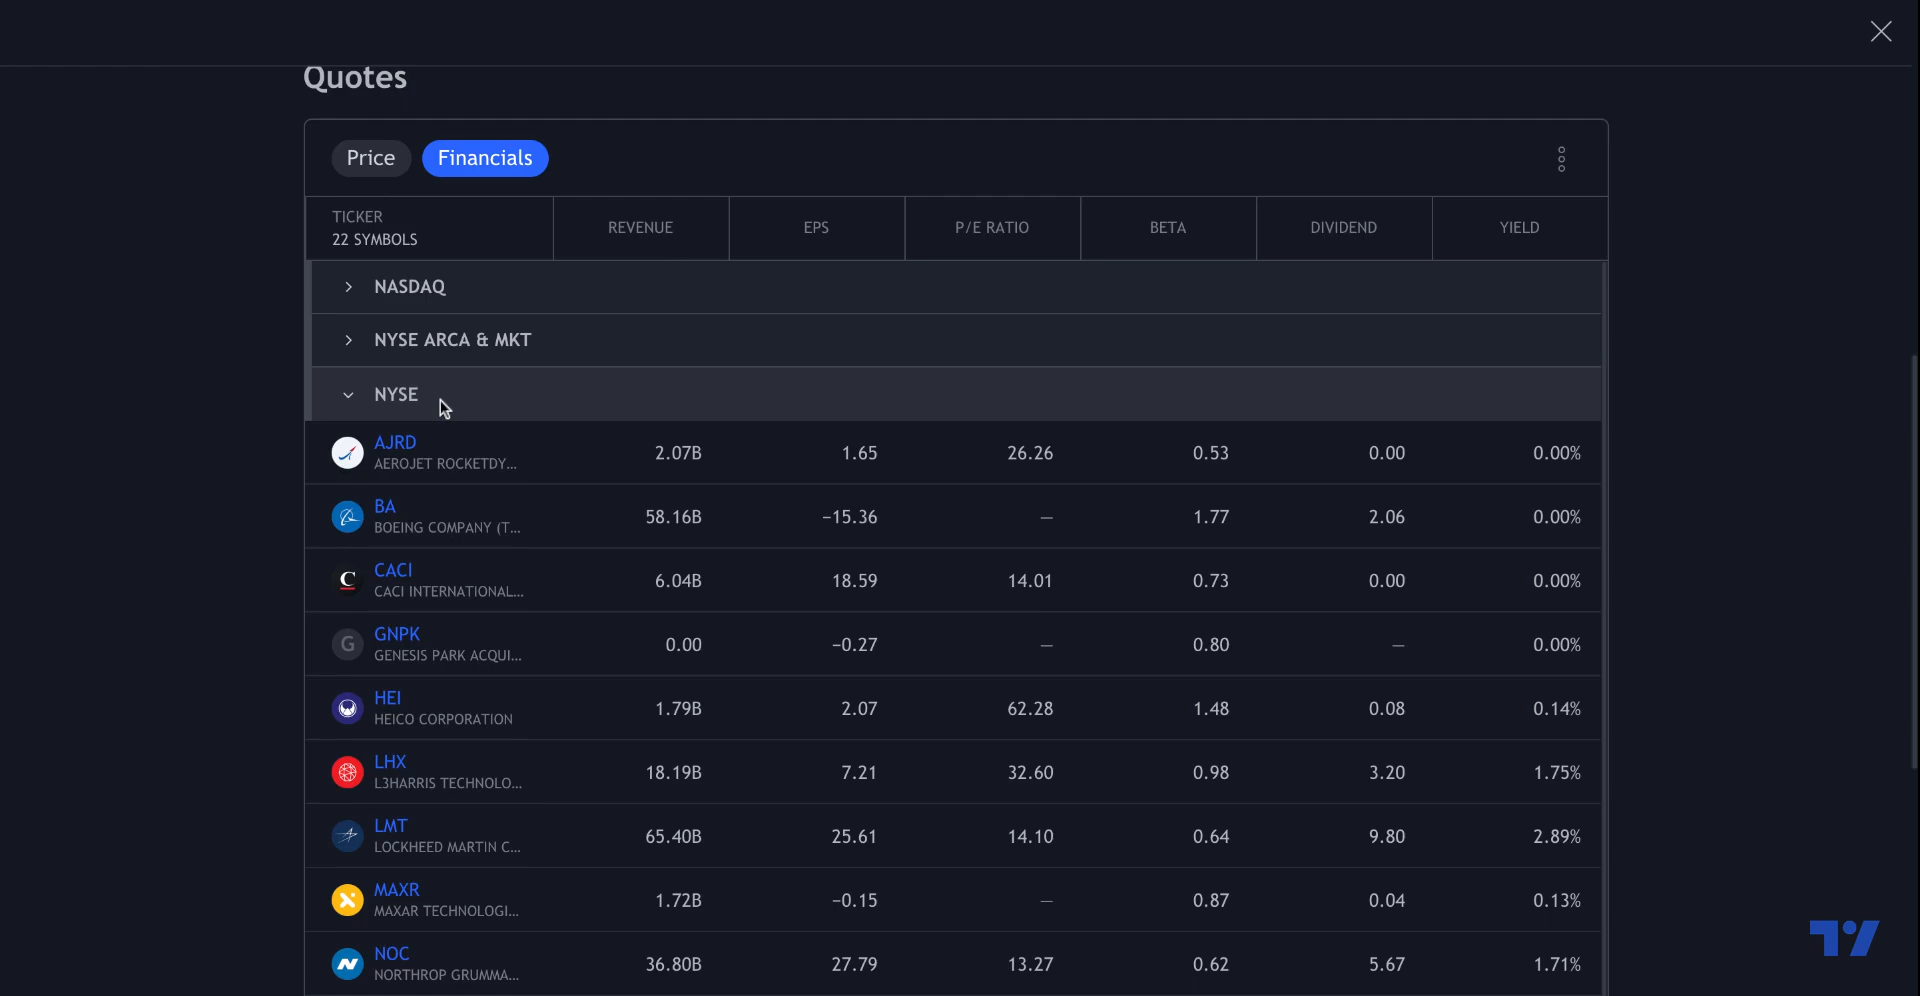 Quotes
Price Financials
TICKER
22 SYMBOLS
REVENUE EPS P/E RATIO BETA DIVIDEND YIELD
NASDAQ
NYSE ARCA & MKT
NYSE
AJRD
AEROJET ROCKETDY...
2.07B 1.65 26.26 0.53 0.00 0.00%
BA
BOEING COMPANY (T...
58.16B −15.36 — 1.77 2.06 0.00%
C
CACI
CACI INTERNATIONAL...
6.04B 18.59 14.01 0.73 0.00 0.00%
G
GNPK
GENESIS PARK ACQUI...
0.00 −0.27 — 0.80 — 0.00%
HEI
HEICO CORPORATION
1.79B 2.07 62.28 1.48 0.08 0.14%
LHX
L3HARRIS TECHNOLO...
18.19B 7.21 32.60 0.98 3.20 1.75%
LMT
LOCKHEED MARTIN C...
65.40B 25.61 14.10 0.64 9.80 2.89%
MAXR
MAXAR TECHNOLOGI...
1.72B −0.15 — 0.87 0.04 0.13%
NOC
NORTHROP GRUMMA...
36.80B 27.79 13.27 0.62 5.67 1.71%